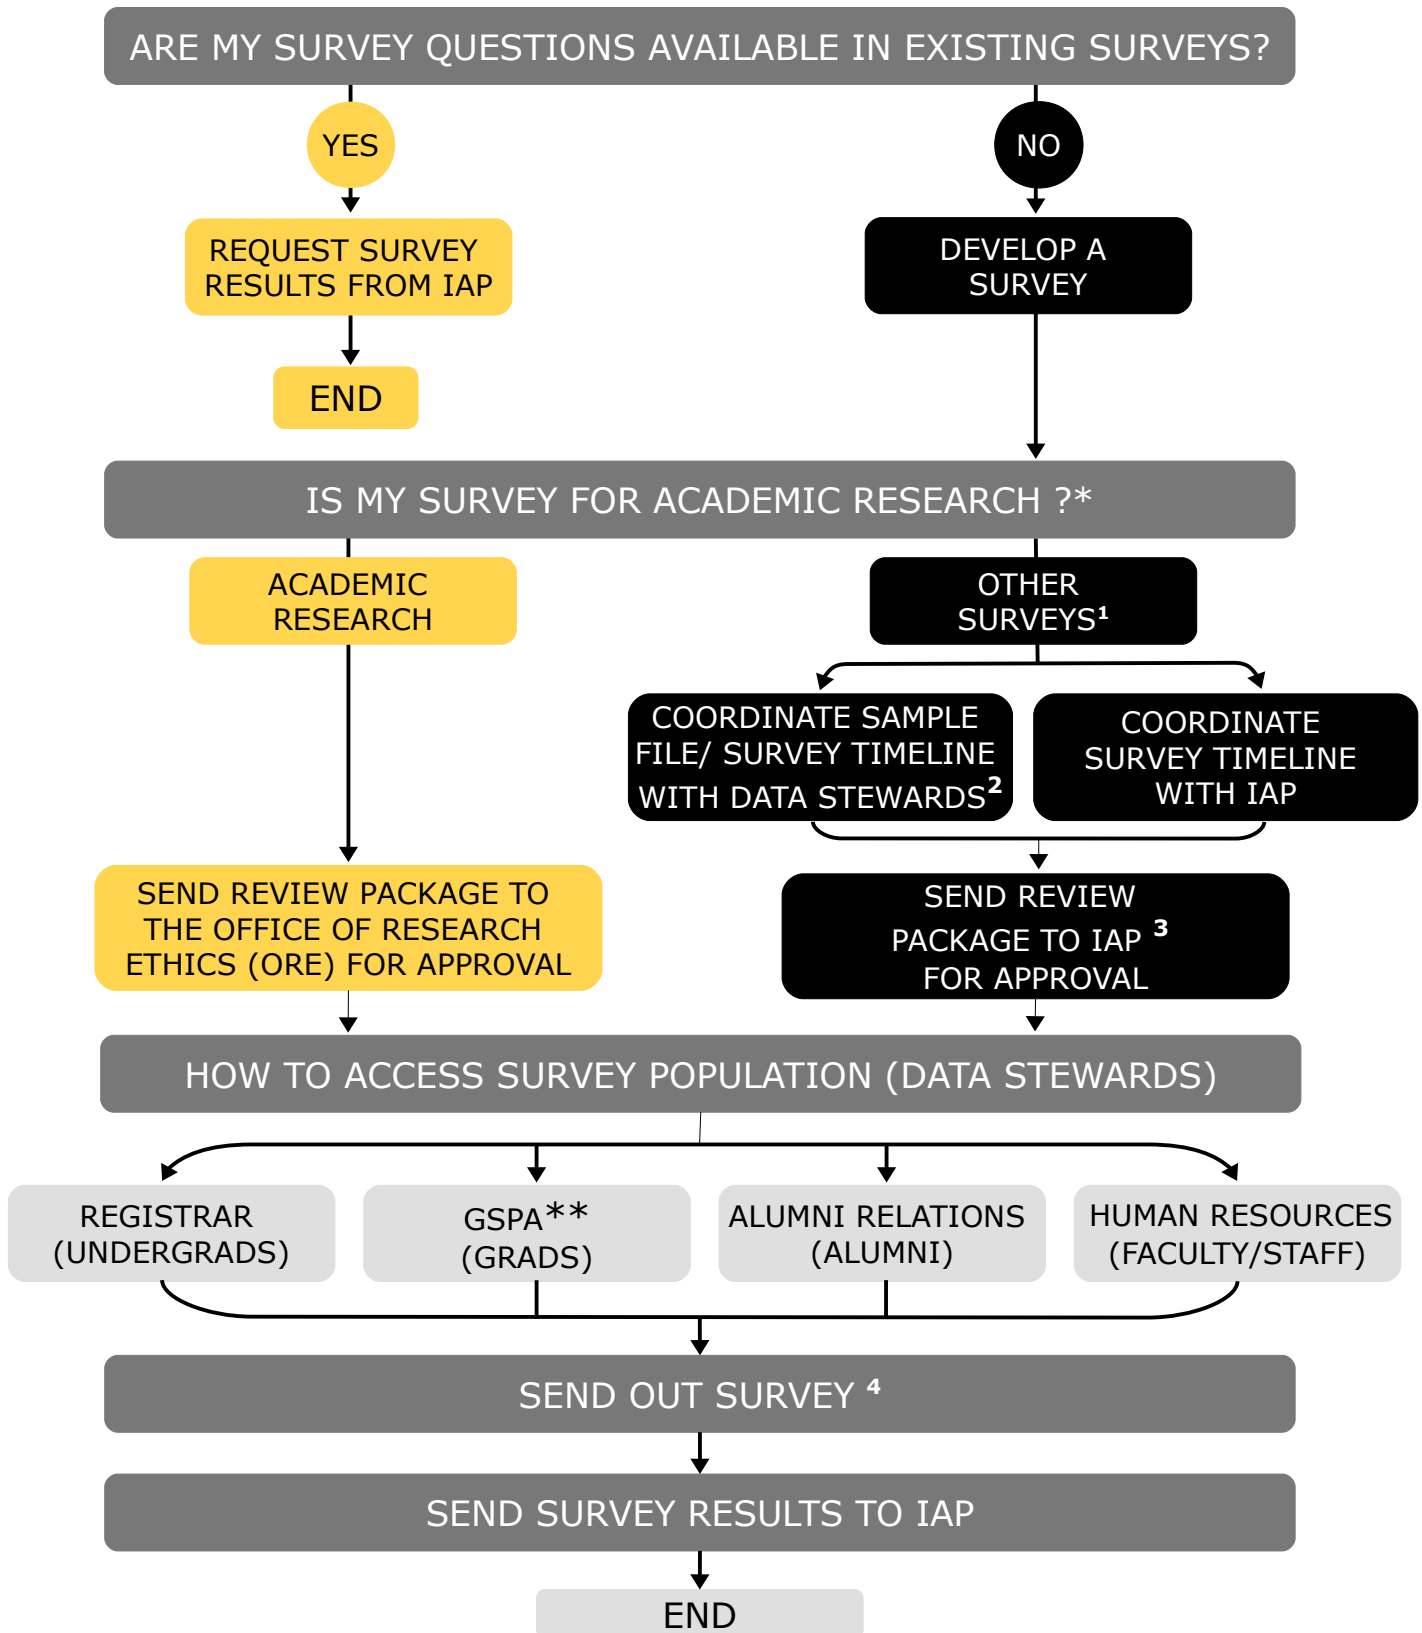 ARE MY SURVEY QUESTIONS AVAILABLE IN EXISTING SURVEYS?
YES
NO
REQUEST SURVEY
RESULTS FROM IAP
DEVELOP A
SURVEY
END
IS MY SURVEY FOR ACADEMIC RESEARCH ?*
ACADEMIC
RESEARCH
OTHER
SURVEYS¹
COORDINATE SAMPLE
FILE/ SURVEY TIMELINE
WITH DATA STEWARDS²
COORDINATE
SURVEY TIMELINE
WITH IAP
SEND REVIEW PACKAGE TO
THE OFFICE OF RESEARCH
ETHICS (ORE) FOR APPROVAL
SEND REVIEW
PACKAGE TO IAP ³
FOR APPROVAL
HOW TO ACCESS SURVEY POPULATION (DATA STEWARDS)
REGISTRAR
(UNDERGRADS)
GSPA**
(GRADS)
ALUMNI RELATIONS
(ALUMNI)
HUMAN RESOURCES
(FACULTY/STAFF)
SEND OUT SURVEY ⁴
SEND SURVEY RESULTS TO IAP
END